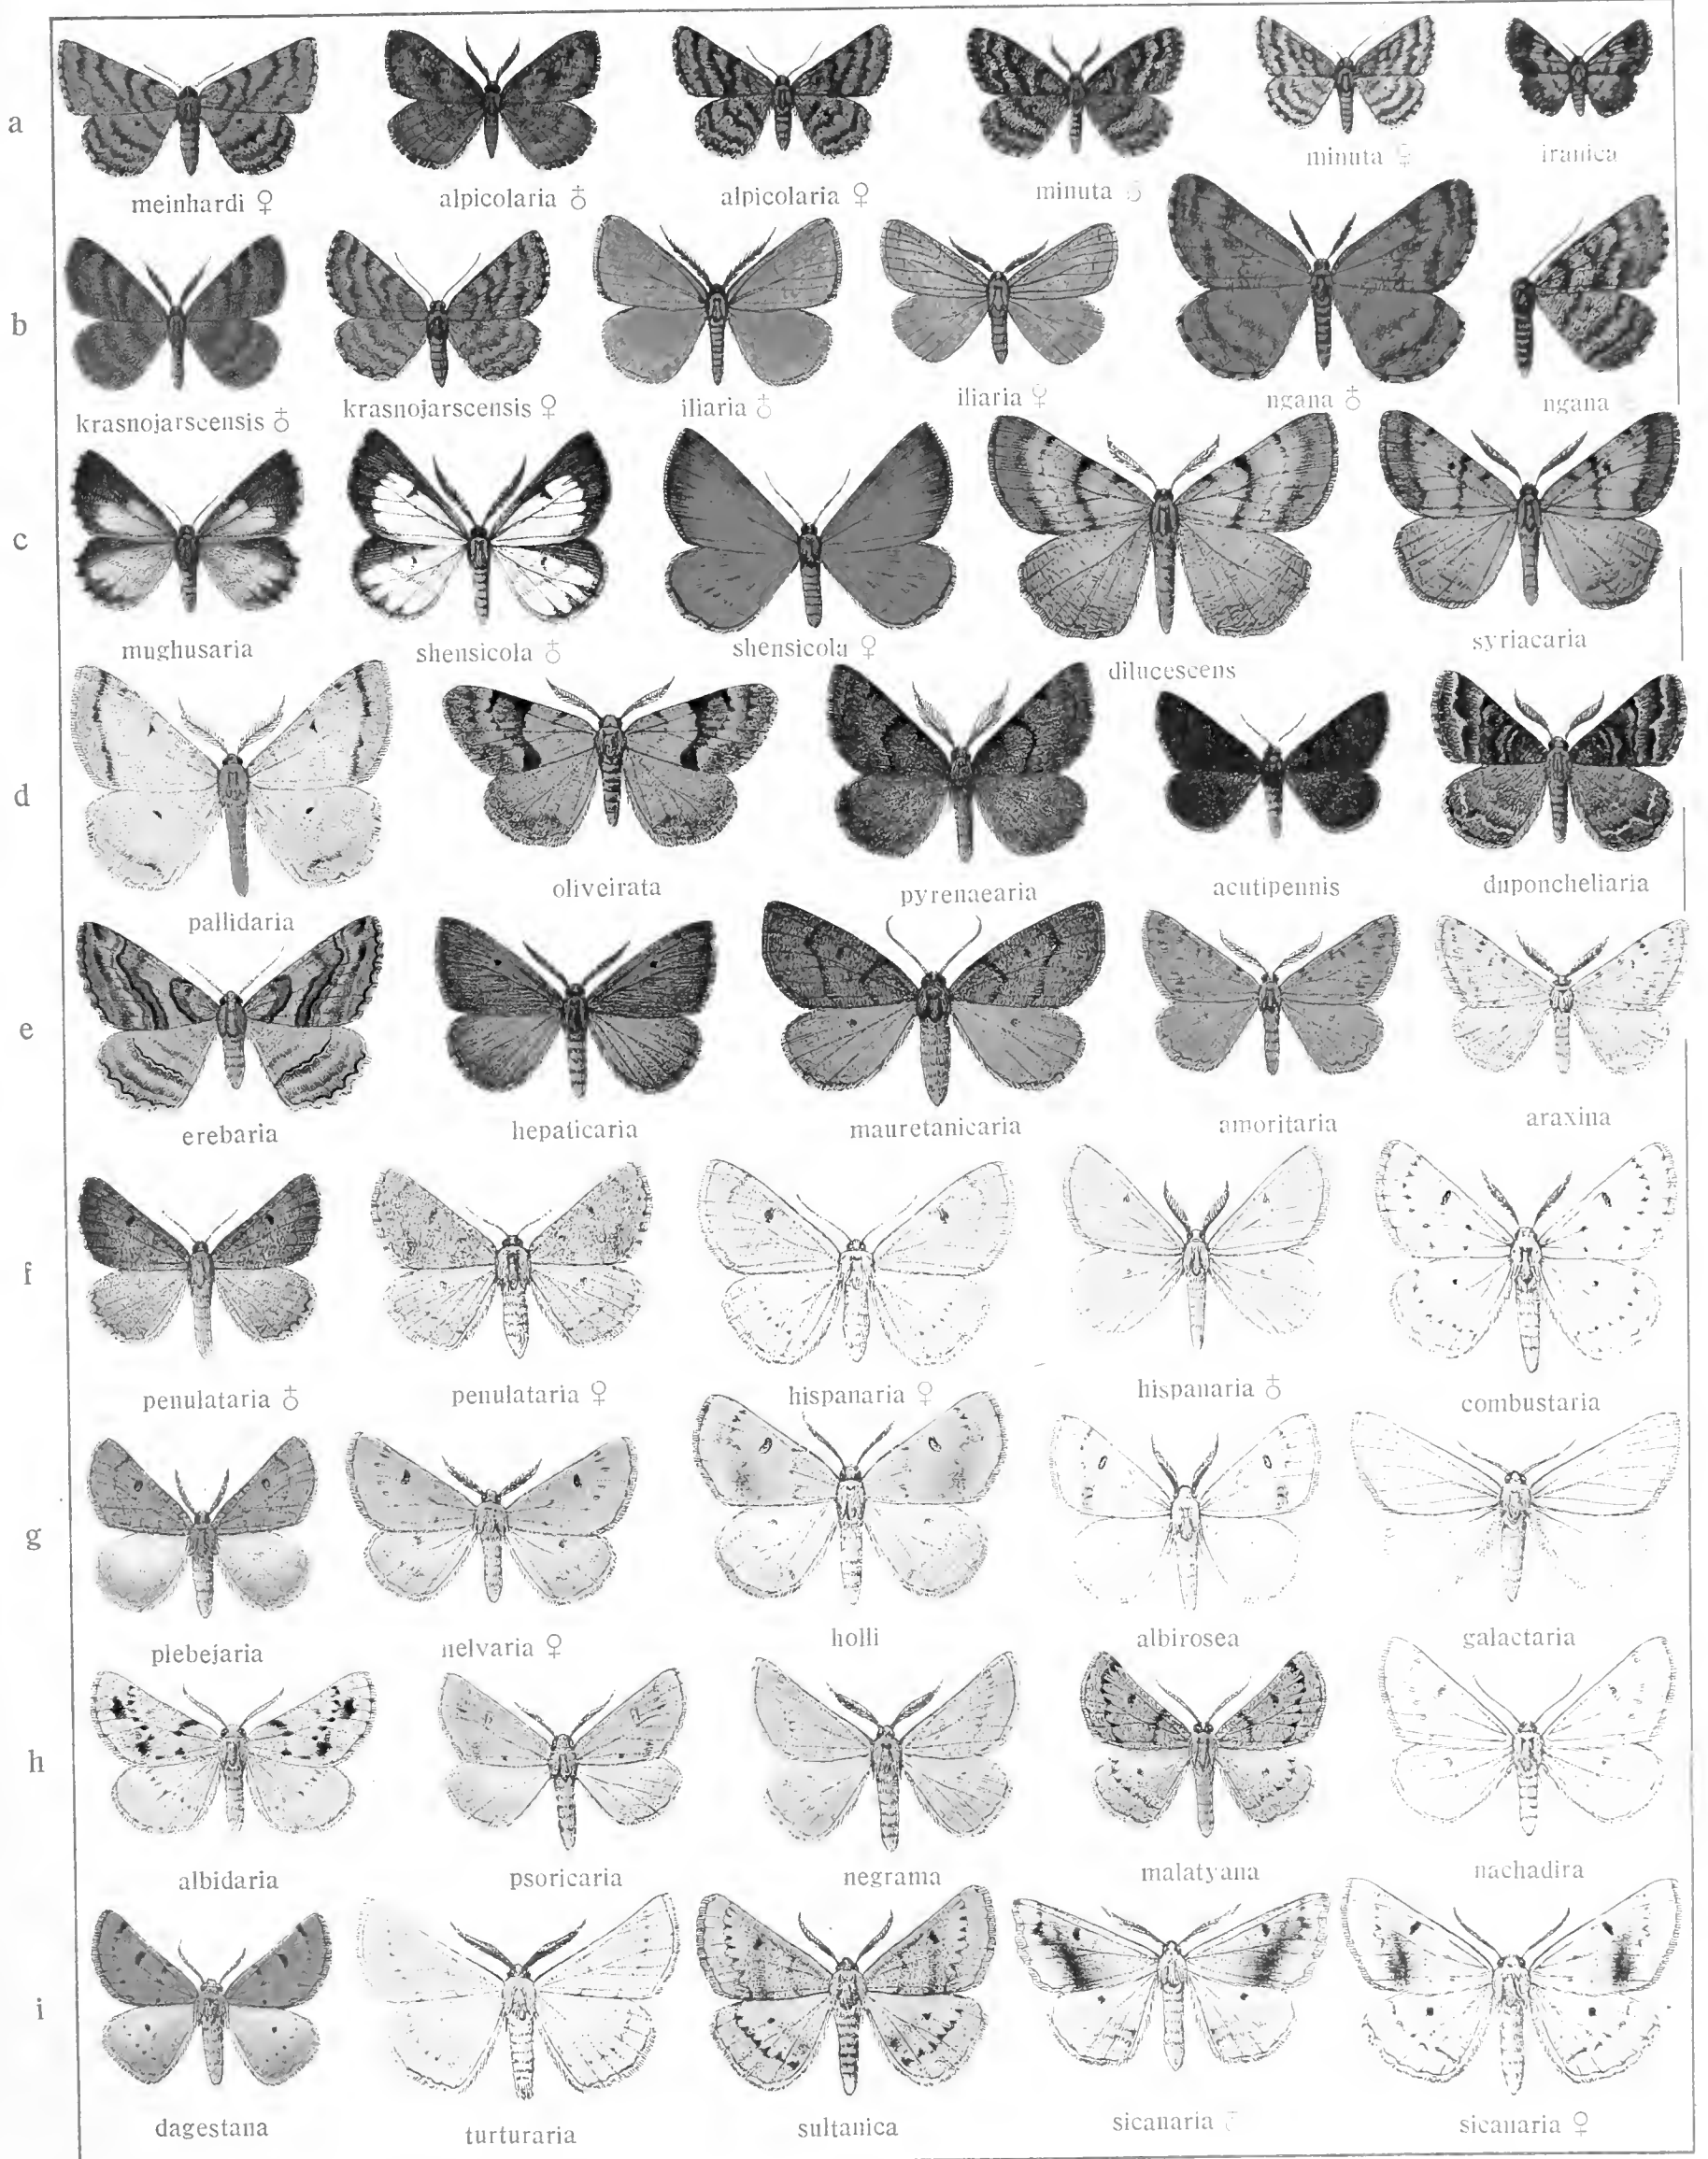 a
meinhardi ♀
alpicolaria ♂
alpicolaria ♀
minuta ♂
minuta ♀
iranica
b
krasnojarscensis ♂
krasnojarscensis ♀
iliaria ♂
iliaria ♀
ngana ♂
ngana
c
mughusaria
shensicola ♂
shensicola ♀
dilucescens
syriacaria
d
pallidaria
oliveirata
pyrenaearia
acutipennis
duponcheliaria
e
erebaria
hepaticaria
mauretanicaria
amoritaria
araxina
f
penulataria ♂
penulataria ♀
hispanaria ♀
hispanaria ♂
combustaria
g
plebejaria
helvaria ♀
holli
albirosea
galactaria
h
albidaria
psoricaria
negrama
malatyana
nachadira
i
dagestana
turturaria
sultanica
sicanaria ♂
sicanaria ♀